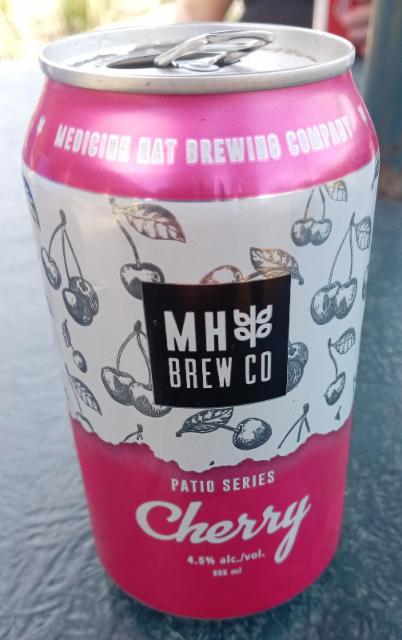 MEDICINE HAT BREWING COMPANY
MH
BREW CO
PATIO SERIES
Cherry
4.5% alc./vol.
355 ml